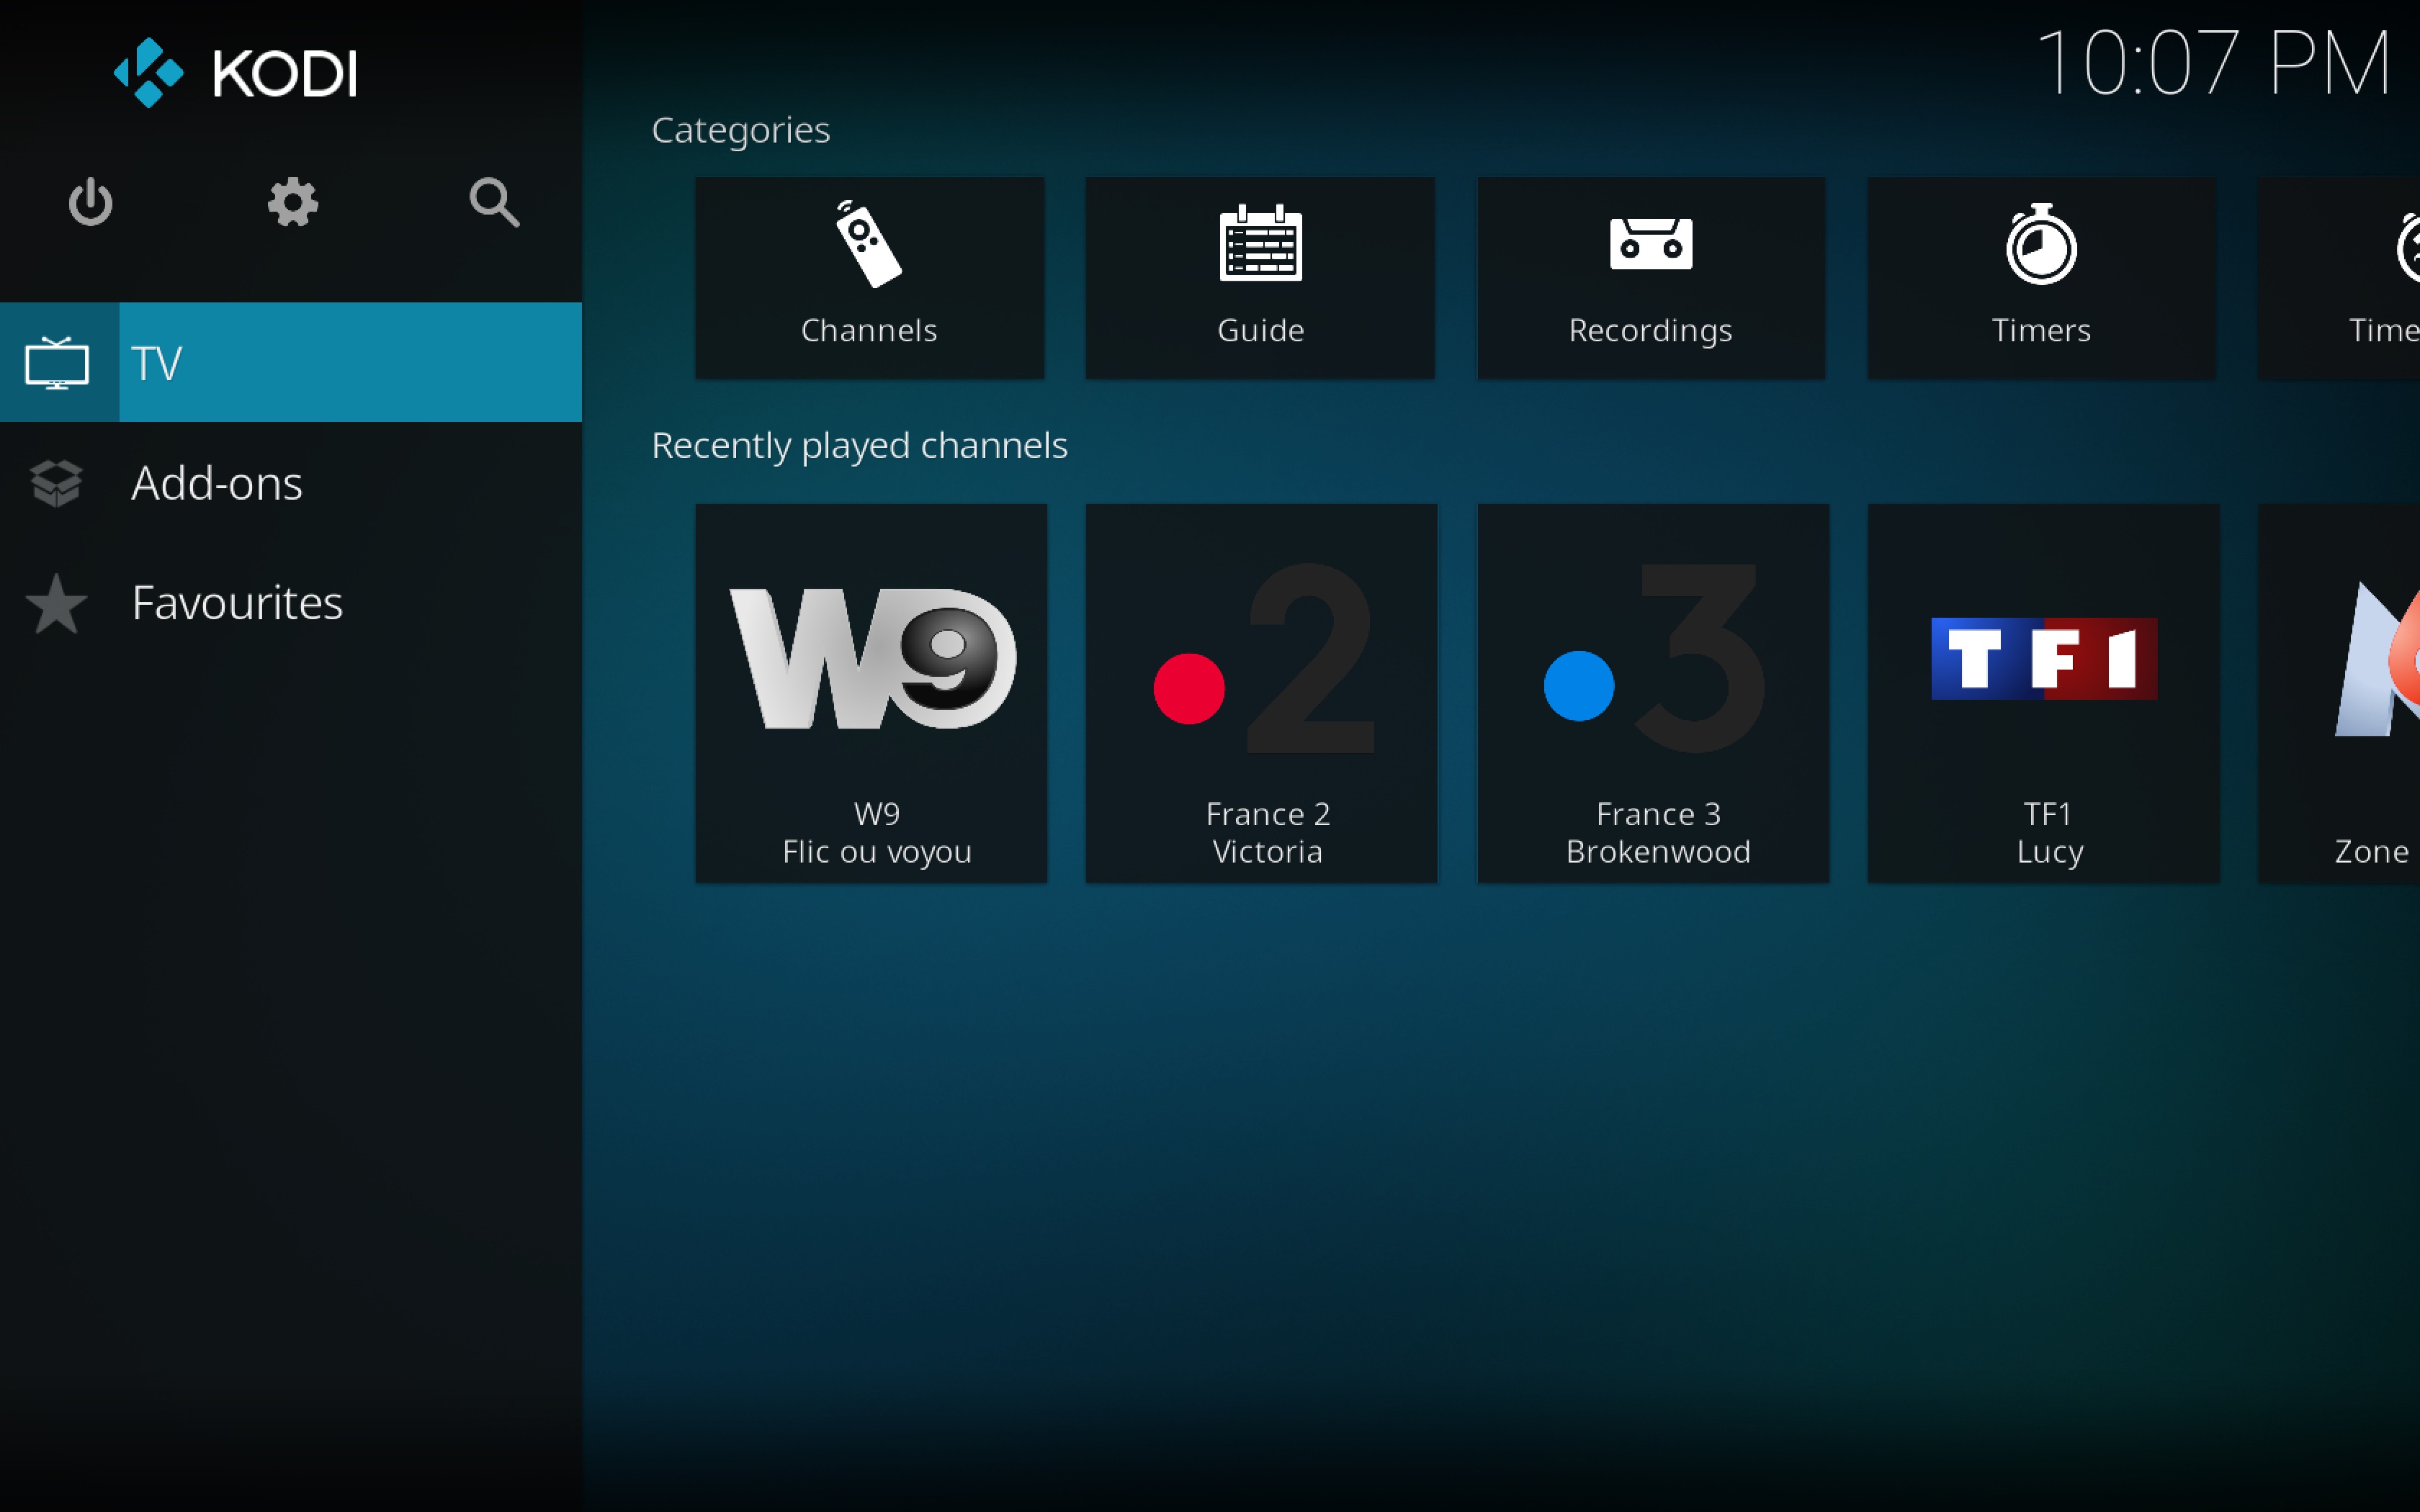 KODI
10:07 PM
Categories
Channels
Guide
Recordings
Timers
TV
Recently played channels
Add-ons
Favourites
W9
2
3
TF1
W9
Flic ou voyou
France 2
Victoria
France 3
Brokenwood
TF1
Lucy
Zone